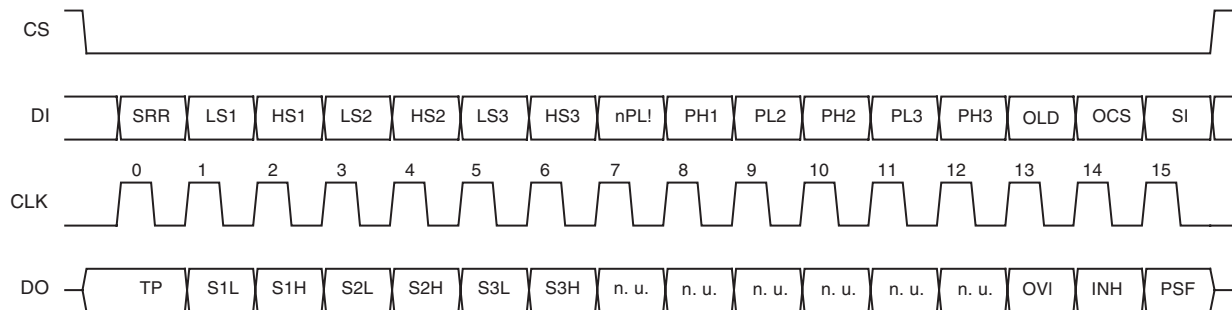 CS
DI SRR LS1 HS1 LS2 HS2 LS3 HS3 nPL! PH1 PL2 PH2 PL3 PH3 OLD OCS SI
0 1 2 3 4 5 6 7 8 9 10 11 12 13 14 15
CLK
DO TP S1L S1H S2L S2H S3L S3H n. u. n. u. n. u. n. u. n. u. n. u. OVI INH PSF